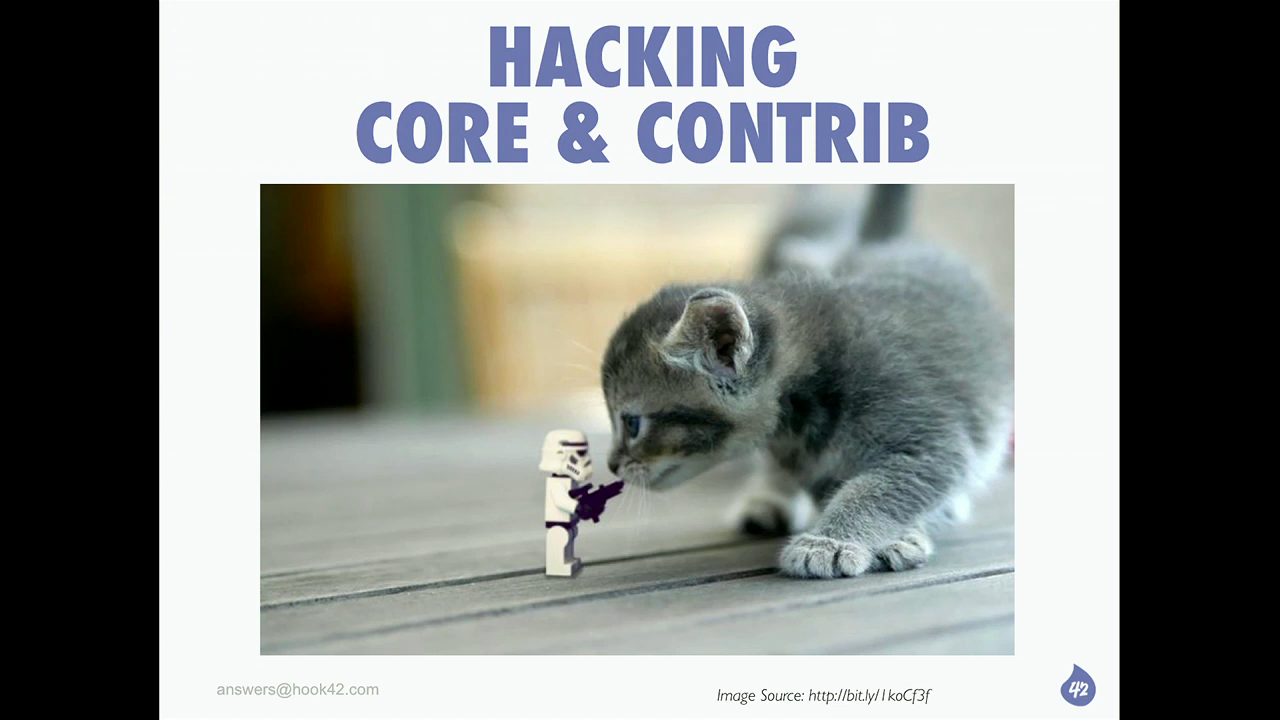 HACKING
CORE & CONTRIB
answers@hook42.com
Image Source: http://bit.ly/1koCf3f
42